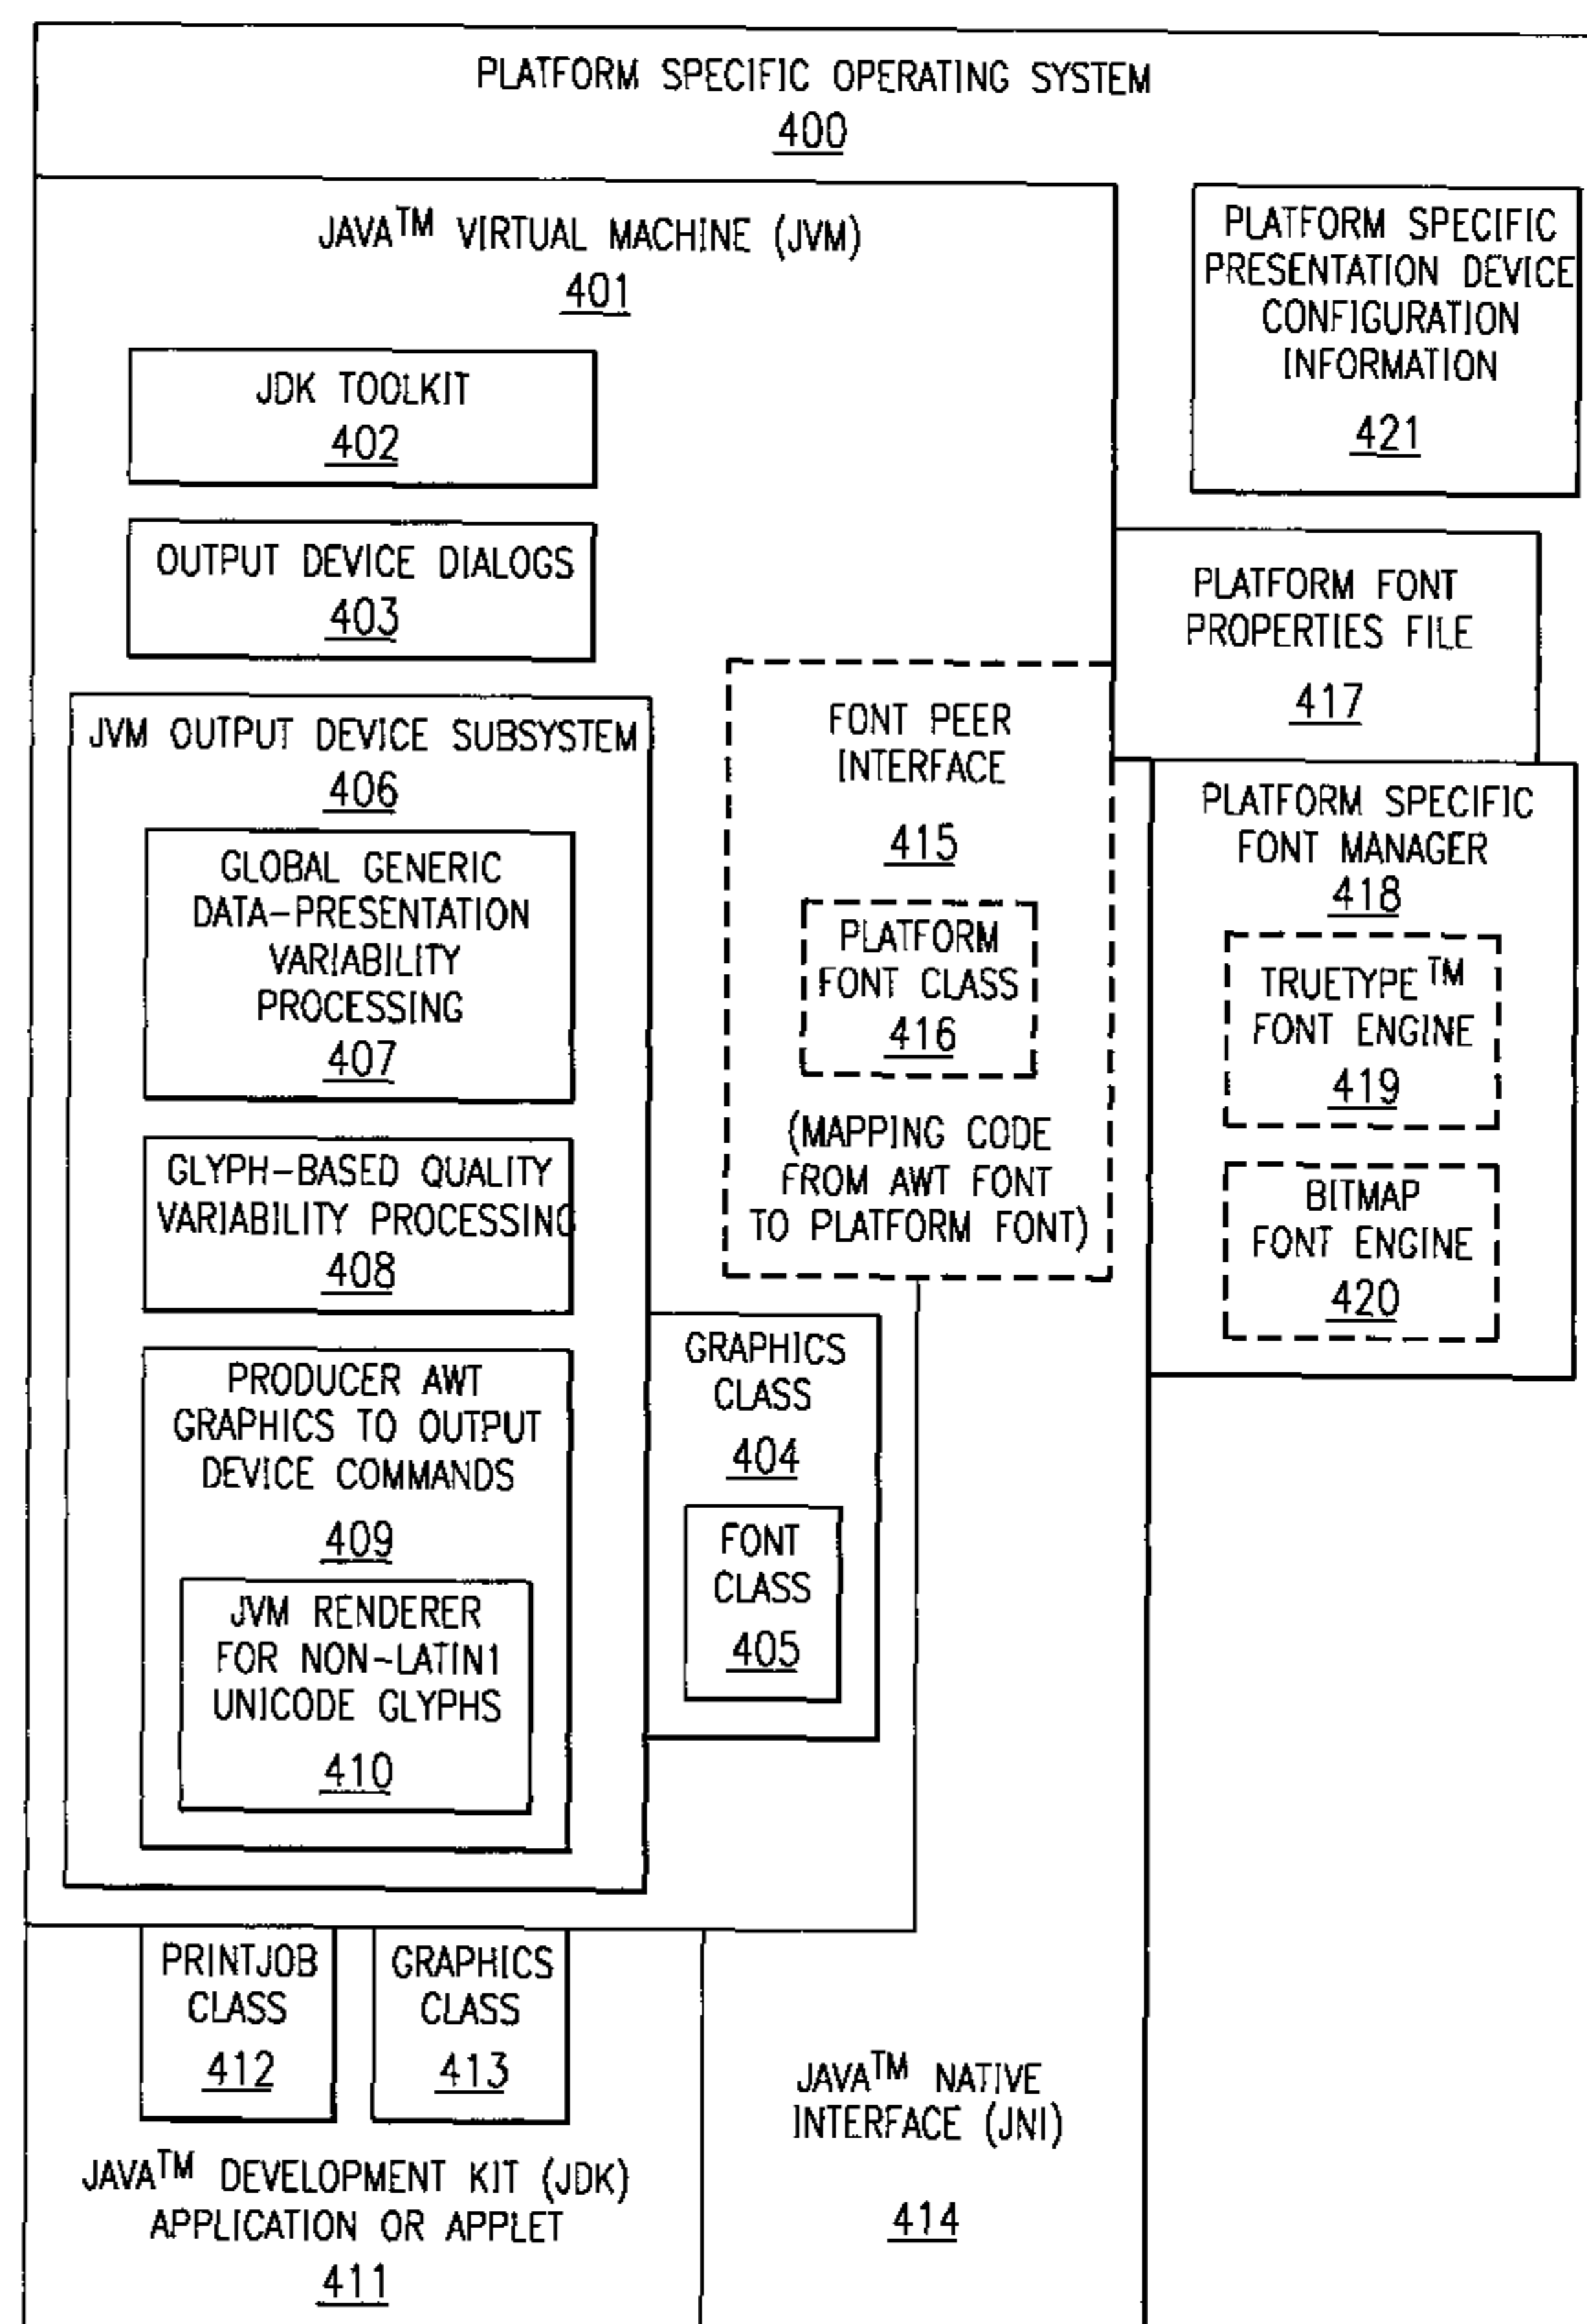 PLATFORM SPECIFIC OPERATING SYSTEM
400
JAVA™ VIRTUAL MACHINE (JVM)
401
JDK TOOLKIT
402
OUTPUT DEVICE DIALOGS
403
JVM OUTPUT DEVICE SUBSYSTEM
406
GLOBAL GENERIC
DATA-PRESENTATION
VARIABILITY
PROCESSING
407
GLYPH-BASED QUALITY
VARIABILITY PROCESSING
408
PRODUCER AWT
GRAPHICS TO OUTPUT
DEVICE COMMANDS
409
JVM RENDERER
FOR NON-LATIN1
UNICODE GLYPHS
410
GRAPHICS
CLASS
404
FONT
CLASS
405
FONT PEER
INTERFACE
415
PLATFORM
FONT CLASS
416
(MAPPING CODE
FROM AWT FONT
TO PLATFORM FONT)
PLATFORM SPECIFIC
PRESENTATION DEVICE
CONFIGURATION
INFORMATION
421
PLATFORM FONT
PROPERTIES FILE
417
PLATFORM SPECIFIC
FONT MANAGER
418
TRUETYPE™
FONT ENGINE
419
BITMAP
FONT ENGINE
420
PRINTJOB
CLASS
412
GRAPHICS
CLASS
413
JAVA™ DEVELOPMENT KIT (JDK)
APPLICATION OR APPLET
411
JAVA™ NATIVE
INTERFACE (JNI)
414